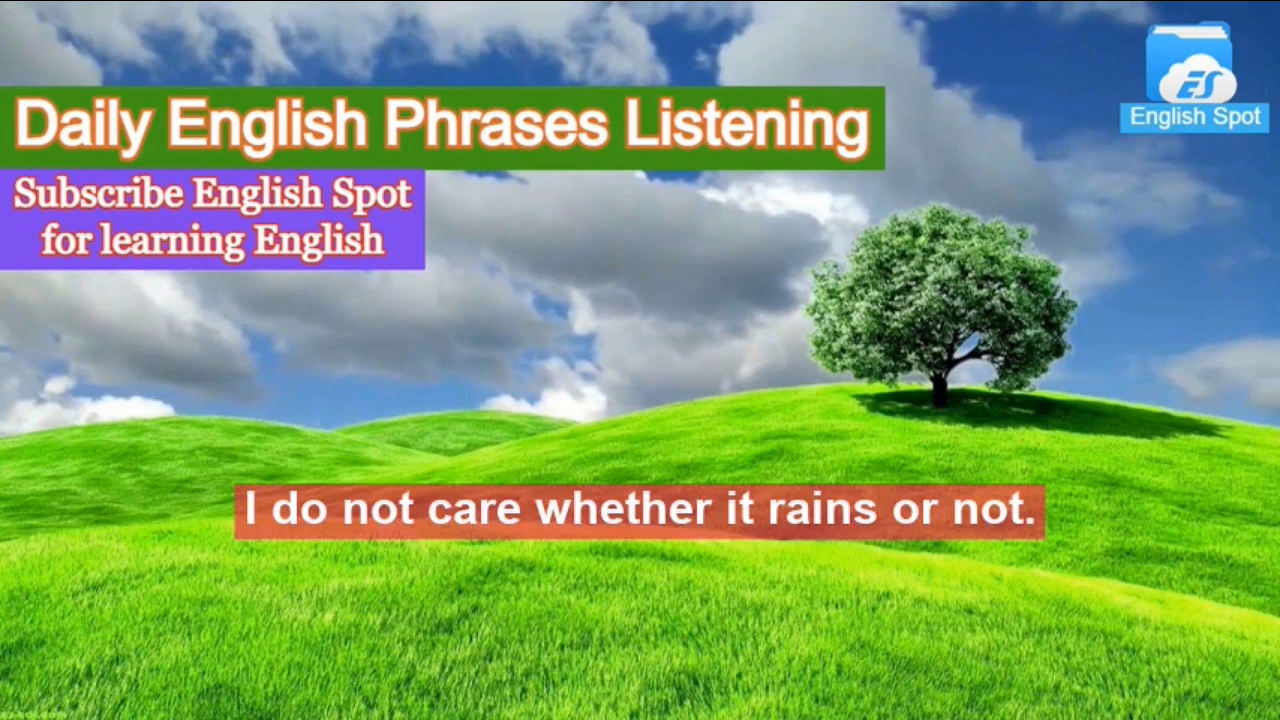 Daily English Phrases Listening
Subscribe English Spot
for learning English
ES
English Spot
I do not care whether it rains or not.